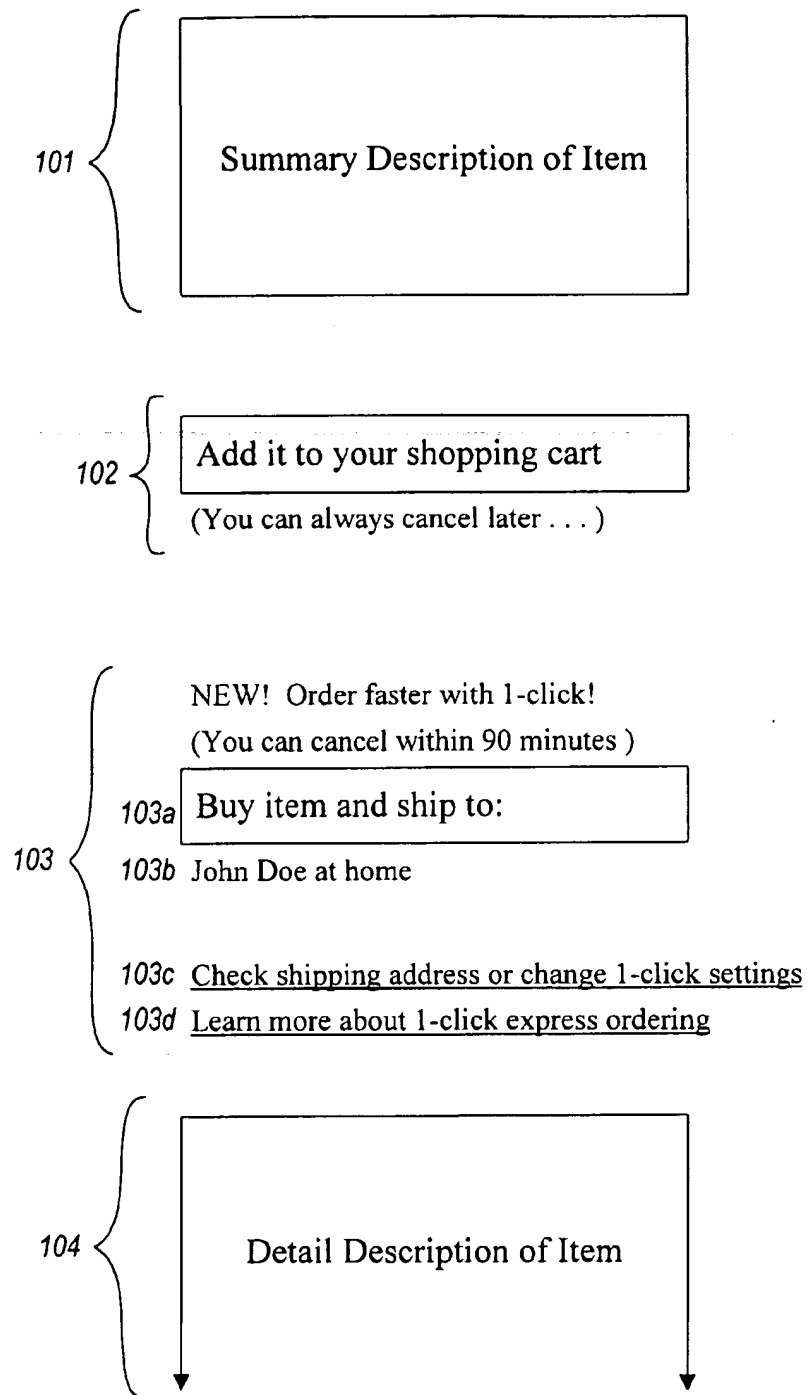 101
Summary Description of Item
102
Add it to your shopping cart
(You can always cancel later . . . )
103
NEW! Order faster with 1-click!
(You can cancel within 90 minutes )
103a Buy item and ship to:
103b John Doe at home
103c Check shipping address or change 1-click settings
103d Learn more about 1-click express ordering
104
Detail Description of Item